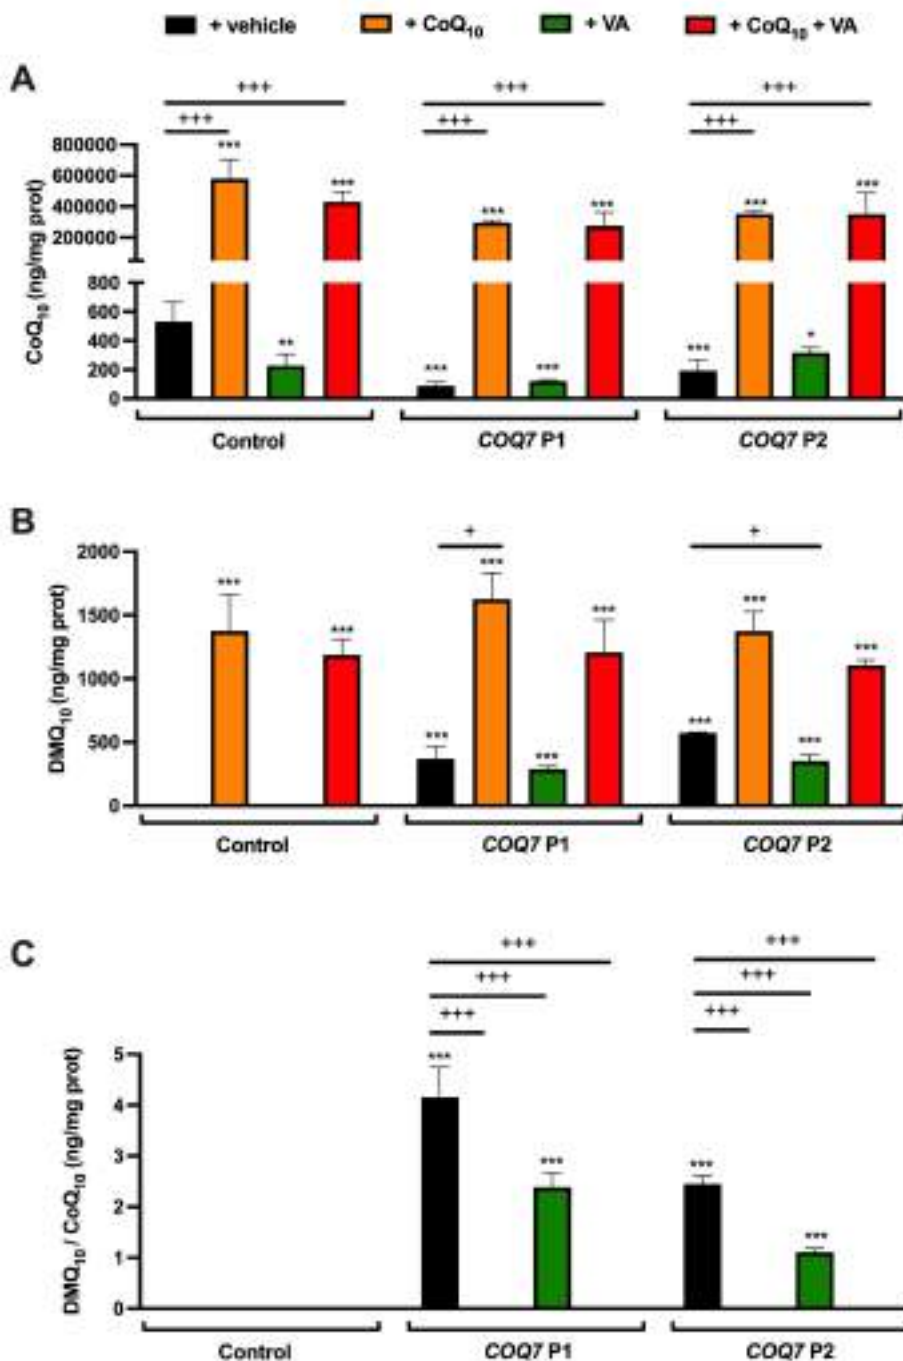 + vehicle + CoQ10 + VA + CoQ10 + VA
A
+++ +++ +++
+++ +++ +++
CoQ10 (ng/mg prot)
800000
600000
400000
200000
800
600
400
200
0
*** *** *** *** *** ***
** *** *** *** *
Control COQ7 P1 COQ7 P2
B
+ +
DMQ10 (ng/mg prot)
2000
1500
1000
500
0
*** *** *** *** *** *** *** *** *** ***
Control COQ7 P1 COQ7 P2
C
+++ +++
+++ +++
+++ +++
DMQ10 / CoQ10 (ng/mg prot)
5
4
3
2
1
0
*** *** *** ***
Control COQ7 P1 COQ7 P2